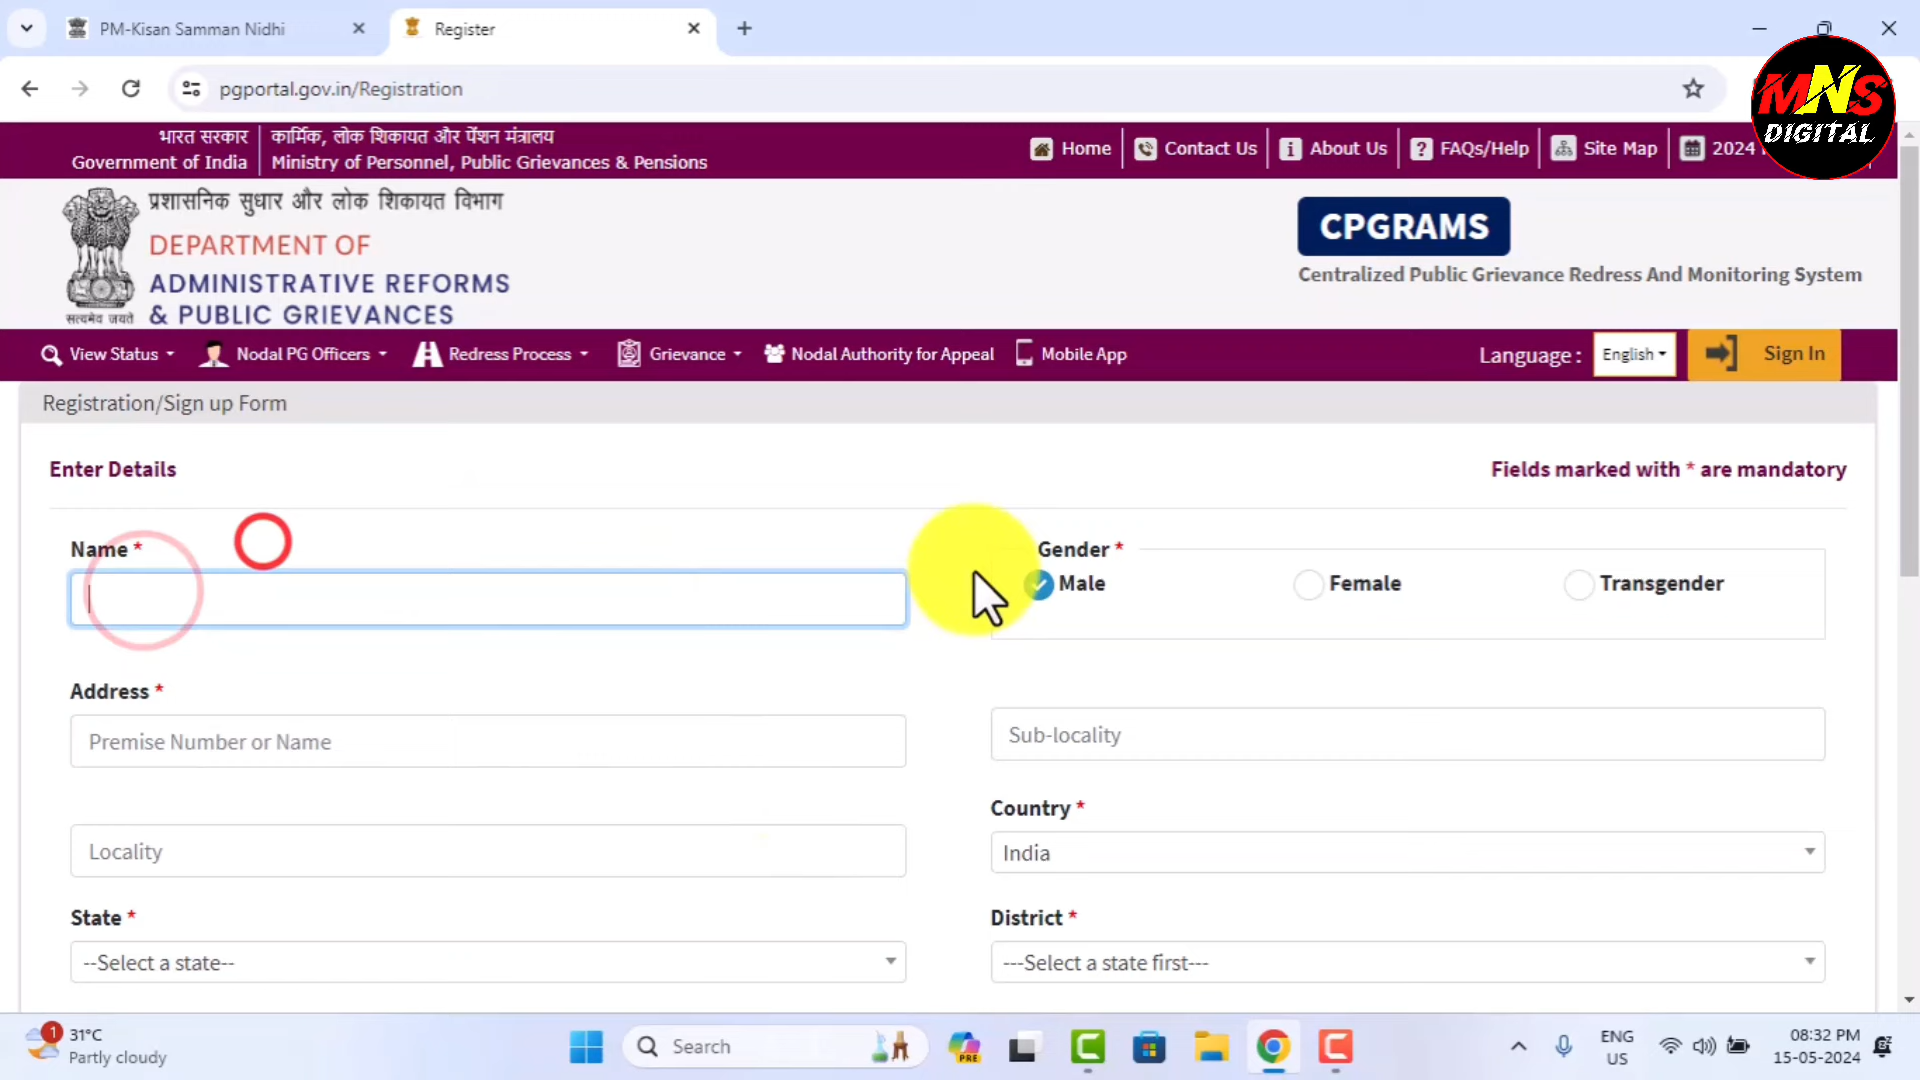 PM-Kisan Samman Nidhi
Register
pgportal.gov.in/Registration
MNS
DIGITAL
भारत सरकार
Government of India
कार्मिक, लोक शिकायत और पेंशन मंत्रालय
Ministry of Personnel, Public Grievances & Pensions
Home
Contact Us
About Us
FAQs/Help
Site Map
2024
प्रशासनिक सुधार और लोक शिकायत विभाग
DEPARTMENT OF
ADMINISTRATIVE REFORMS
& PUBLIC GRIEVANCES
सत्यमेव जयते
CPGRAMS
Centralized Public Grievance Redress And Monitoring System
View Status
Nodal PG Officers
Redress Process
Grievance
Nodal Authority for Appeal
Mobile App
Language :
English
Sign In
Registration/Sign up Form
Enter Details
Fields marked with * are mandatory
Name *
Gender *
Male
Female
Transgender
Address *
Premise Number or Name
Sub-locality
Locality
Country *
India
State *
--Select a state--
District *
---Select a state first---
1
31°C
Partly cloudy
Search
PRE
ENG
US
08:32 PM
15-05-2024